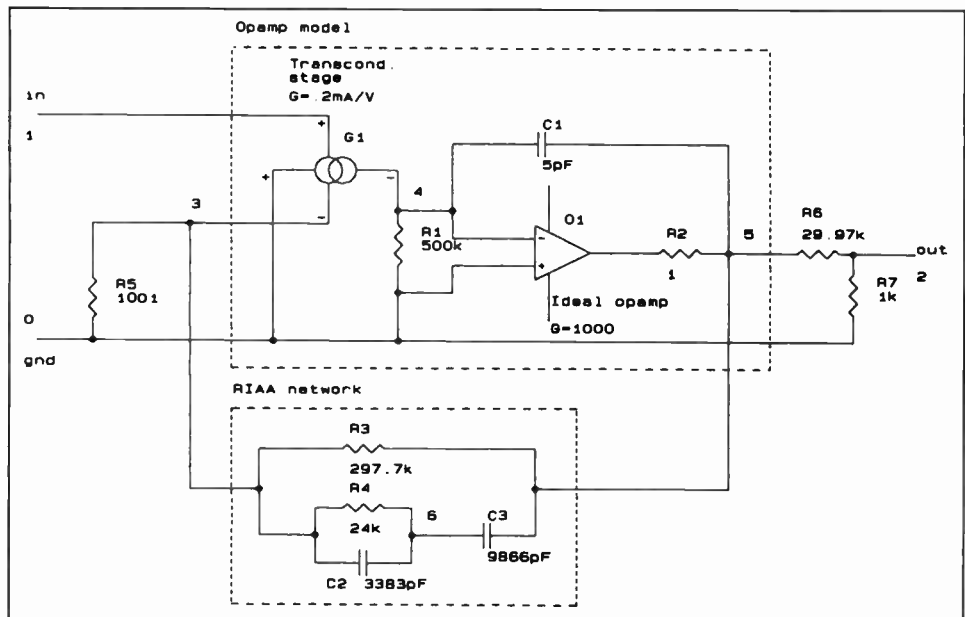 Opamp model
Transcond.
stage
G= .2mA/V
in
1
+
G1
C1
5pF
+
-
4
3
-
O1
R6
29.97k
R1
500k
-
+
R2
1
5
out
2
R5
1001
R7
1k
Ideal opamp
G=1000
0
gnd
RIAA network
R3
297.7k
R4
24k
6
C3
9866pF
C2
3383pF